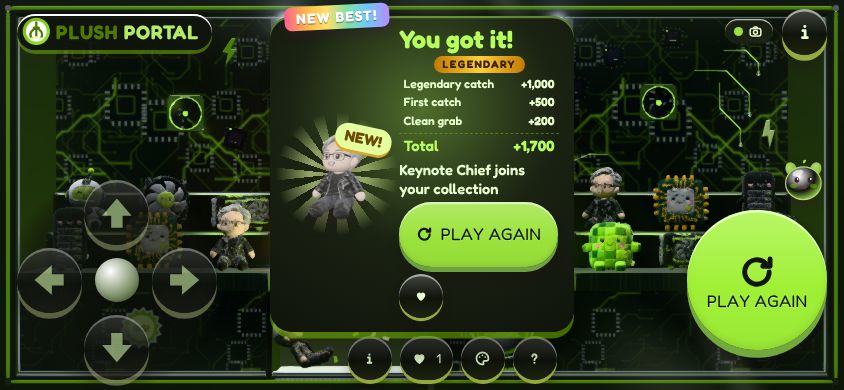 NEW BEST!
PLUSH PORTAL
You got it!
LEGENDARY
Legendary catch +1,000
First catch +500
Clean grab +200
Total +1,700
NEW!
Keynote Chief joins
your collection
PLAY AGAIN
PLAY AGAIN
i
i
1
?